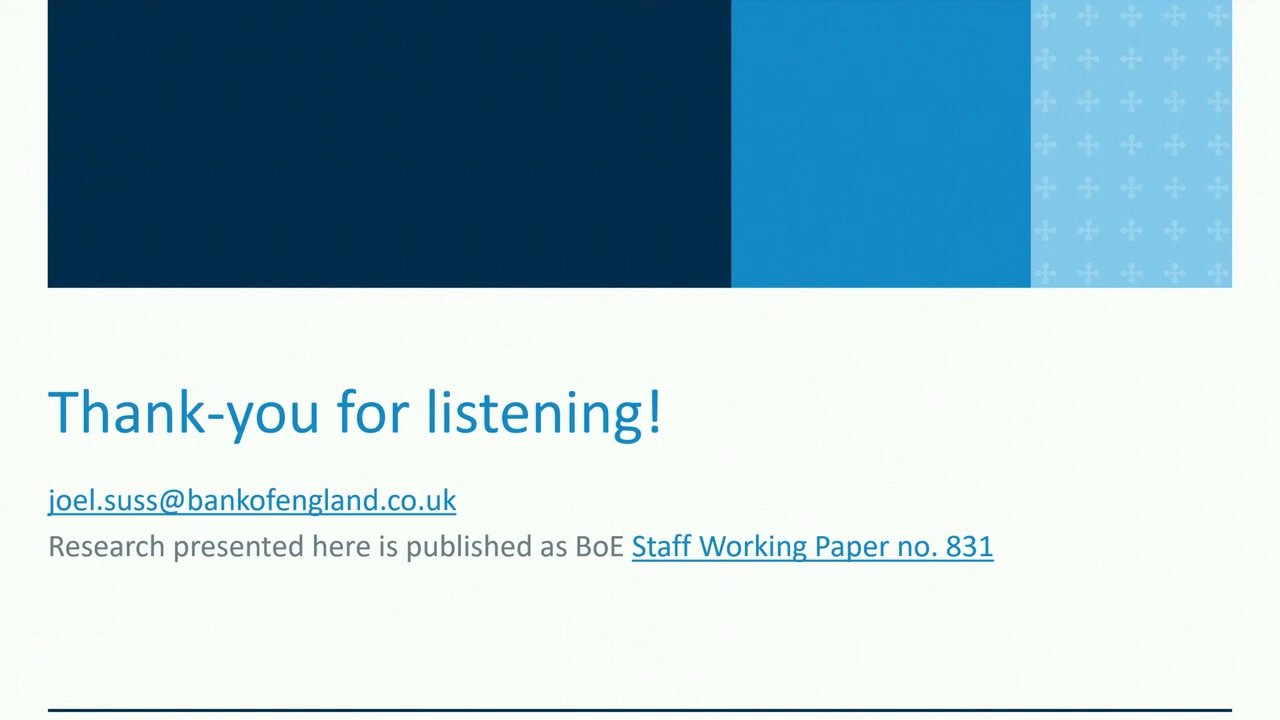 Thank-you for listening!
joel.suss@bankofengland.co.uk
Research presented here is published as BoE Staff Working Paper no. 831